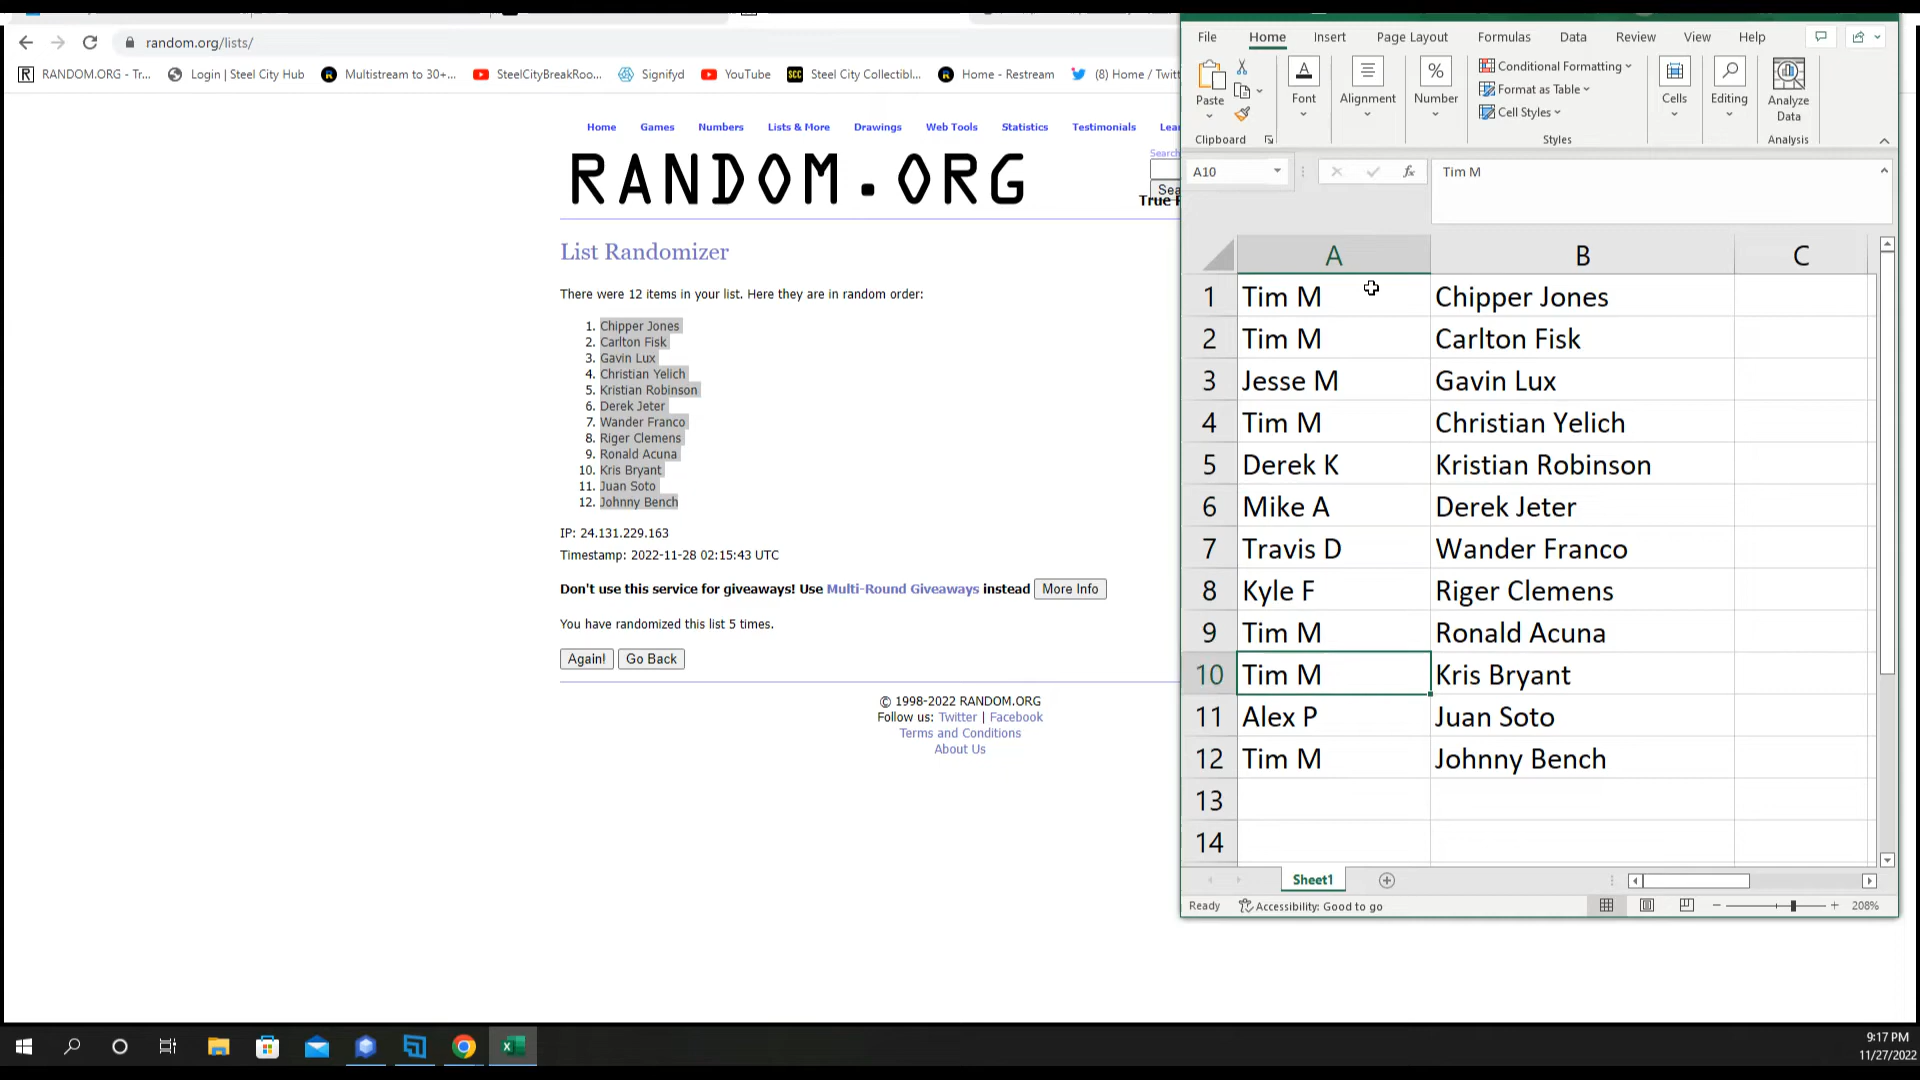 random.org/lists/
RANDOM.ORG - Tr... Login | Steel City Hub Multistream to 30+... SteelCityBreakRoo... Signifyd YouTube Steel City Collectibl... Home - Restream (8) Home / Twitt
Home Games Numbers Lists & More Drawings Web Tools Statistics Testimonials Lear
RANDOM.ORG
Search
Sea
True
List Randomizer
There were 12 items in your list. Here they are in random order:
1. Chipper Jones
2. Carlton Fisk
3. Gavin Lux
4. Christian Yelich
5. Kristian Robinson
6. Derek Jeter
7. Wander Franco
8. Riger Clemens
9. Ronald Acuna
10. Kris Bryant
11. Juan Soto
12. Johnny Bench
IP: 24.131.229.163
Timestamp: 2022-11-28 02:15:43 UTC
Don't use this service for giveaways! Use Multi-Round Giveaways instead More Info
You have randomized this list 5 times.
Again! Go Back
© 1998-2022 RANDOM.ORG
Follow us: Twitter | Facebook
Terms and Conditions
About Us
File Home Insert Page Layout Formulas Data Review View Help
Paste Font Alignment Number Conditional Formatting Format as Table Cell Styles Cells Editing Analyze Data
Clipboard Styles Analysis
A10 fx Tim M
A B C
1 Tim M Chipper Jones
2 Tim M Carlton Fisk
3 Jesse M Gavin Lux
4 Tim M Christian Yelich
5 Derek K Kristian Robinson
6 Mike A Derek Jeter
7 Travis D Wander Franco
8 Kyle F Riger Clemens
9 Tim M Ronald Acuna
10 Tim M Kris Bryant
11 Alex P Juan Soto
12 Tim M Johnny Bench
13
14
Sheet1
Ready Accessibility: Good to go 208%
9:17 PM
11/27/2022